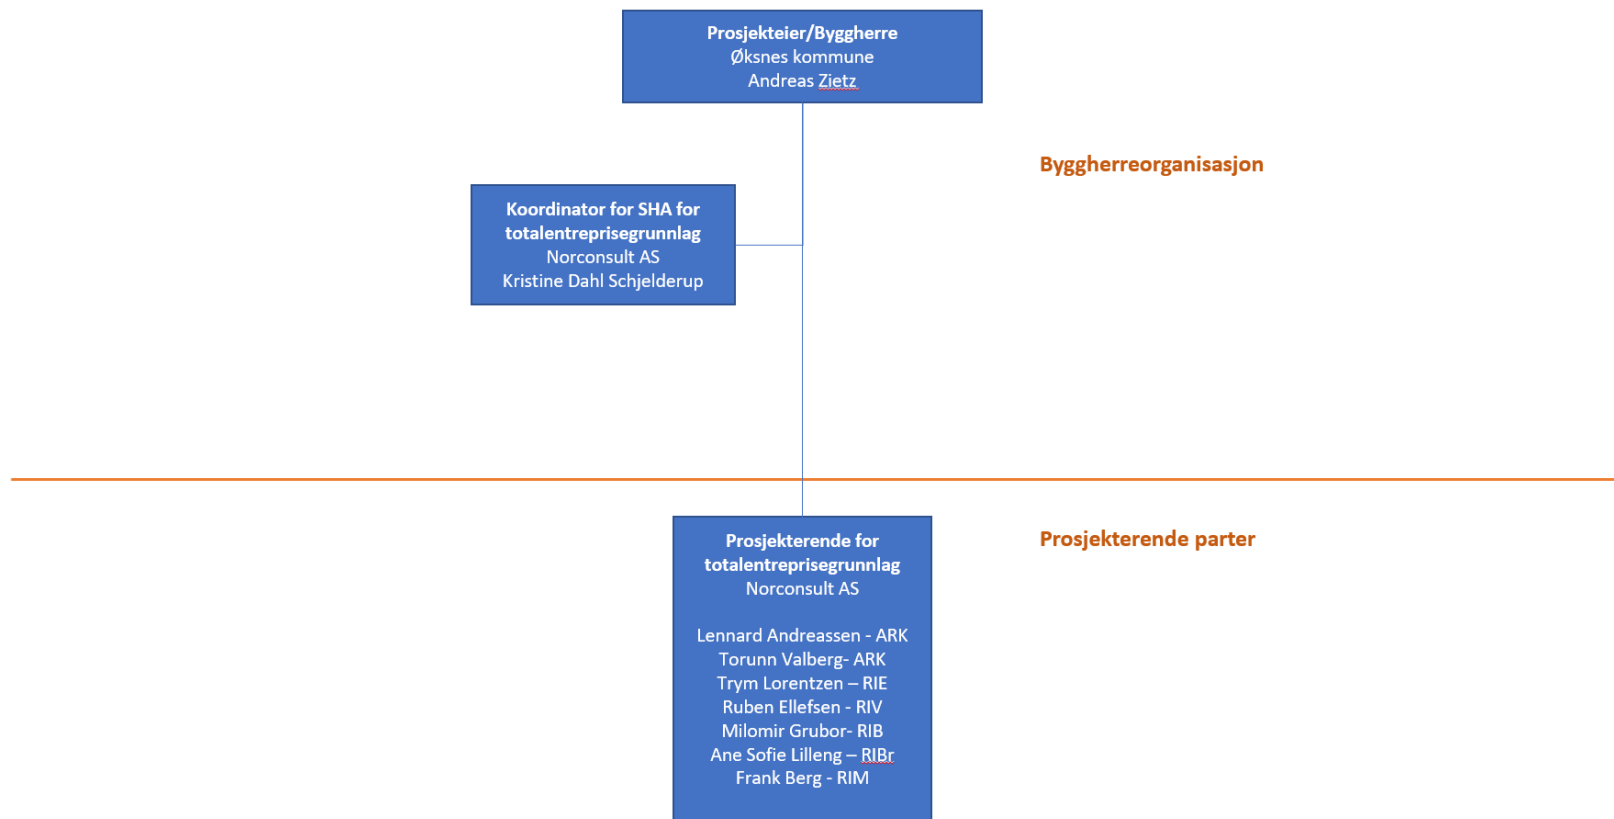 Prosjekteier/Byggherre
Øksnes kommune
Andreas Zietz
Byggherreorganisasjon
Koordinator for SHA for
totalentreprisegrunnlag
Norconsult AS
Kristine Dahl Schjelderup
Prosjekterende parter
Prosjekterende for
totalentreprisegrunnlag
Norconsult AS
Lennard Andreassen - ARK
Torunn Valberg- ARK
Trym Lorentzen – RIE
Ruben Ellefsen - RIV
Milomir Grubor- RIB
Ane Sofie Lilleng – RIBr
Frank Berg - RIM